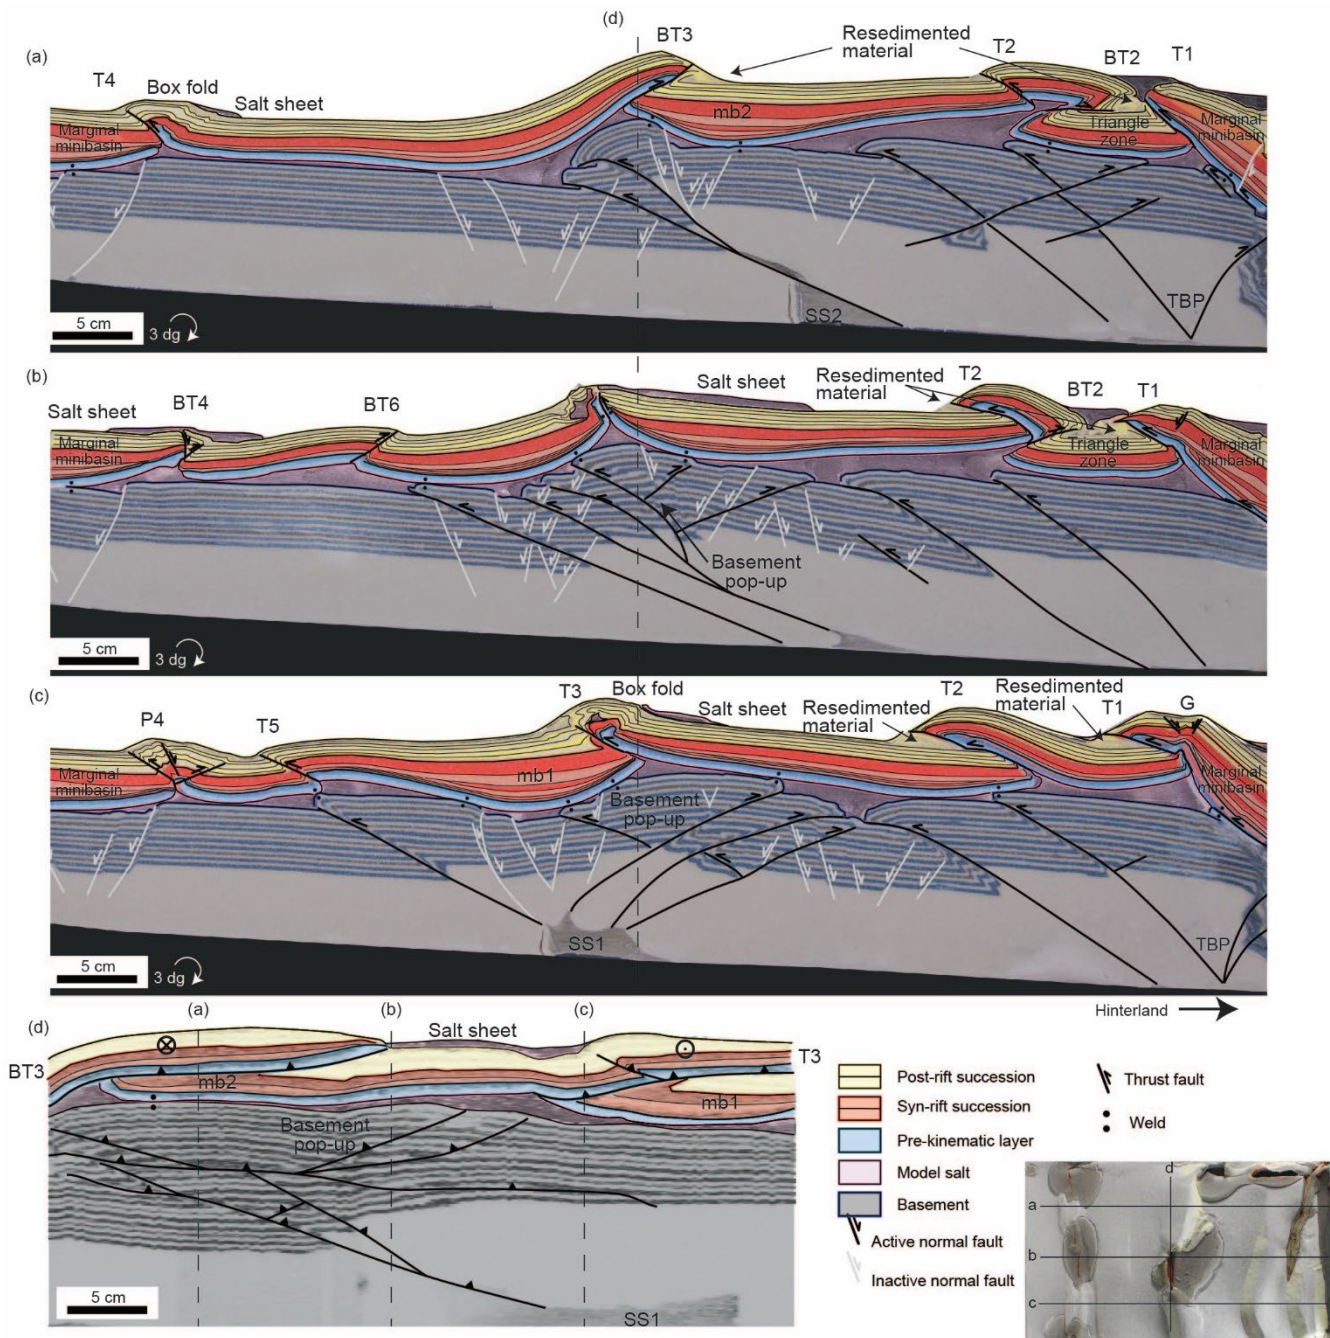 (a)
T4
Box fold
Salt sheet
(d)
BT3
Resedimented
material
T2
BT2
T1
Marginal
minibasin
mb2
Triangle
zone
Marginal
minibasin
SS2
TBP
5 cm
3 dg
(b)
Salt sheet
BT4
BT6
Salt sheet
Resedimented
material
T2
BT2
T1
Marginal
minibasin
Triangle
zone
Marginal
minibasin
Basement
pop-up
5 cm
3 dg
(c)
P4
T5
T3
Box fold
Salt sheet
Resedimented
material
T2
Resedimented
material
T1
G
Marginal
minibasin
mb1
Basement
pop-up
Marginal
minibasin
SS1
TBP
5 cm
3 dg
Hinterland
(d)
(a)
(b)
(c)
Salt sheet
BT3
T3
mb2
mb1
Basement
pop-up
5 cm
SS1
Post-rift succession
Syn-rift succession
Pre-kinematic layer
Model salt
Basement
Active normal fault
Inactive normal fault
Thrust fault
Weld
d
a
b
c